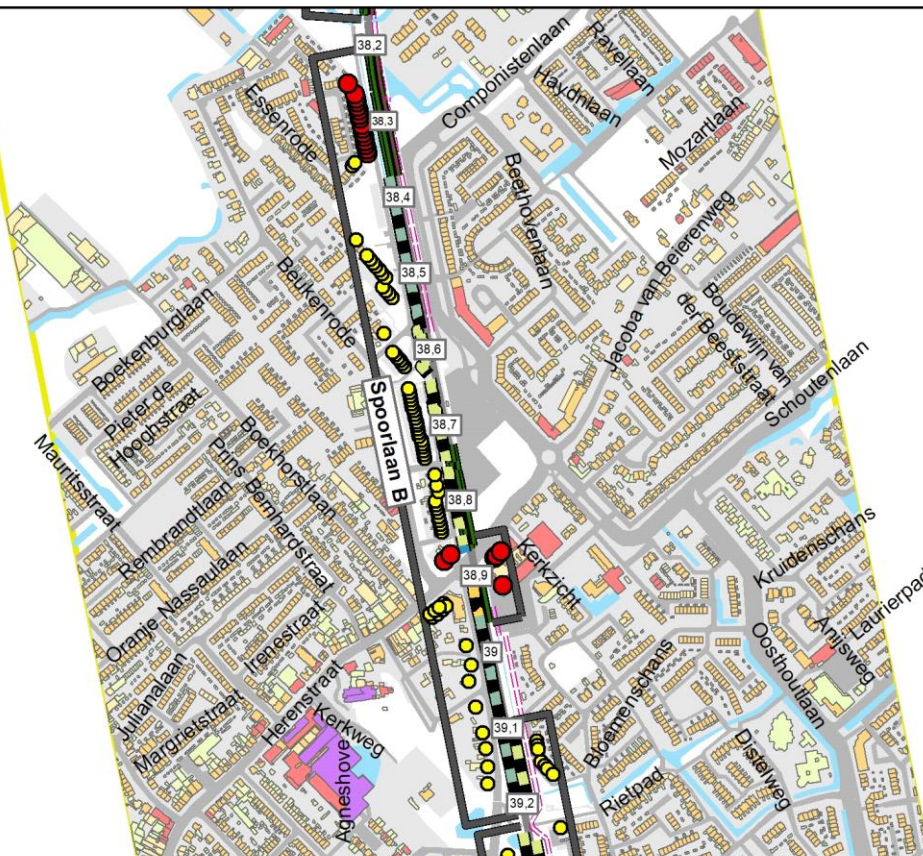 38,2
Ravellaan
Componistenlaan
Haydnlaan
Essenrode
38,3
Mozartlaan
Beethovenlaan
38,4
Jacoba van Beierenweg
38,5
Beukenrode
Boudewijn van
der Beeststraat
Boekenburglaan
38,6
Schoutenlaan
Pieter de
Hooghstraat
Spoorlaan B
38,7
Boekhorstlaan
Mauritsstraat
Prins Bernhardstraat
Rembrandtlaan
38,8
Kruidenschans
Oranje Nassaulaan
Kerkzicht
38,9
Laurierpad
Anijsweg
Irenestraat
Oosthoutlaan
39
Julianalaan
Bloemenschans
Margrietstraat
Herenstraat
Kerkweg
39,1
Distelweg
Agneshove
Rietpad
39,2